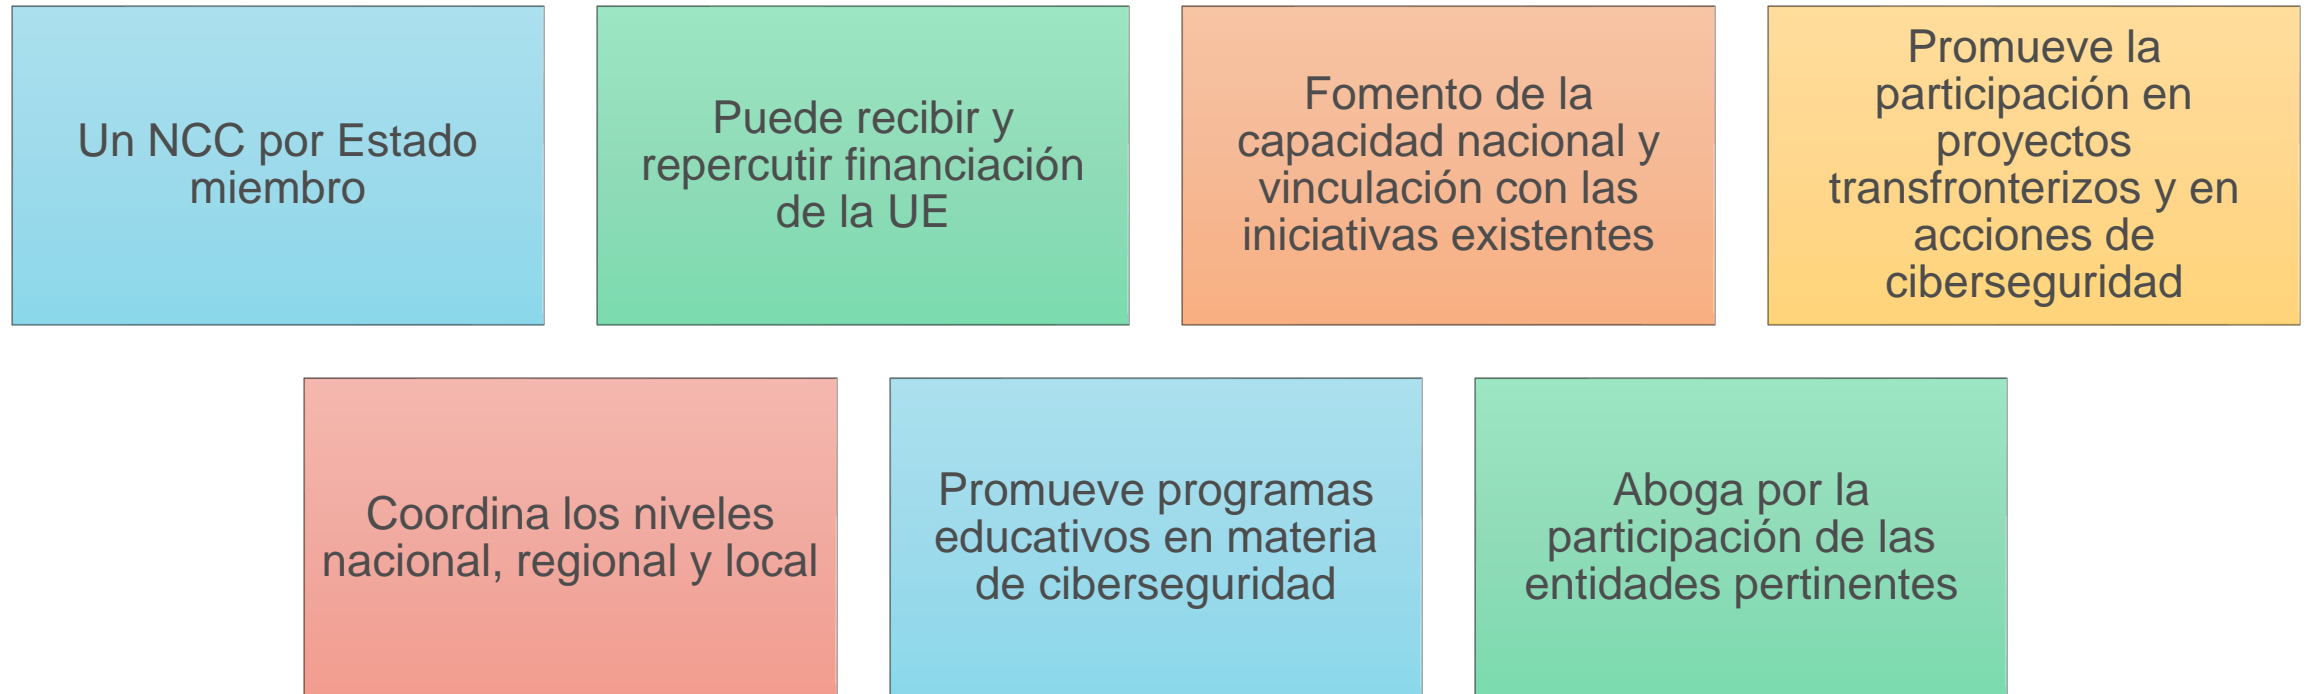 Un NCC por Estado
miembro
Puede recibir y
repercutir financiación
de la UE
Fomento de la
capacidad nacional y
vinculación con las
iniciativas existentes
Promueve la
participación en
proyectos
transfronterizos y en
acciones de
ciberseguridad
Coordina los niveles
nacional, regional y local
Promueve programas
educativos en materia
de ciberseguridad
Aboga por la
participación de las
entidades pertinentes